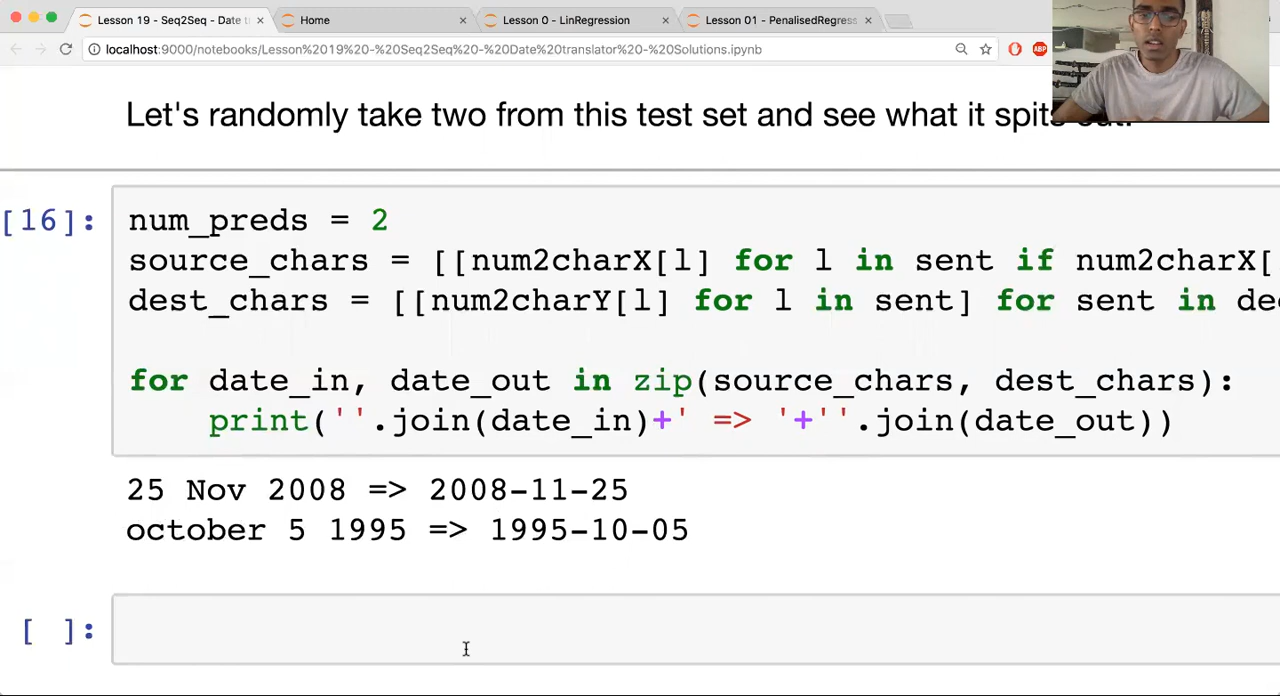 Lesson 19 - Seq2Seq - Date t
Home
Lesson 0 - LinRegression
Lesson 01 - PenalisedRegress
localhost:9000/notebooks/Lesson%2019%20-%20Seq2Seq%20-%20Date%20translator%20-%20Solutions.ipynb
ABP
Let's randomly take two from this test set and see what it spits out.
[16]:
num_preds = 2
source_chars = [[num2charX[l] for l in sent if num2charX[
dest_chars = [[num2charY[l] for l in sent] for sent in dec
for date_in, date_out in zip(source_chars, dest_chars):
print(''.join(date_in)+' => '+''.join(date_out))
25 Nov 2008 => 2008-11-25
october 5 1995 => 1995-10-05
[ ]: